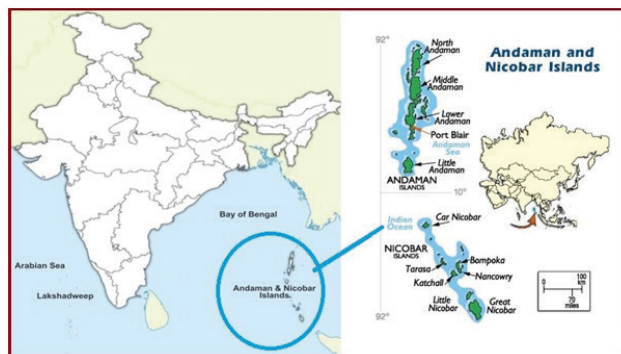 Bay of Bengal
Arabian Sea
Lakshadweep
Andaman & Nicobar
Islands
Andaman and
Nicobar Islands
92°
North
Andaman
Middle
Andaman
Lower
Andaman
Port Blair
Andaman
Sea
Little
Andaman
ANDAMAN
ISLANDS
10°
Indian
Ocean
Car Nicobar
NICOBAR
ISLANDS
Bampoka
Tarasa
Nancowry
Katchall
Little
Nicobar
Great
Nicobar
92°
0
100
km
70
miles